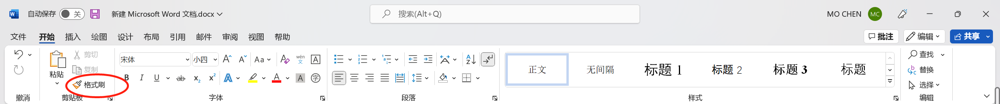 自动保存 关 新建 Microsoft Word 文档.docx 搜索(Alt+Q) MO CHEN MC
文件 开始 插入 绘图 设计 布局 引用 邮件 审阅 视图 帮助 批注 编辑 共享
粘贴 剪切 复制 格式刷
撤消 剪贴板
宋体 小四 A A Aa A wén 文 A
B I U ab x₂ x² A A A 字
字体
段落
正文 无间隔 标题 1 标题 2 标题 3 标题
样式
查找 替换 选择
编辑